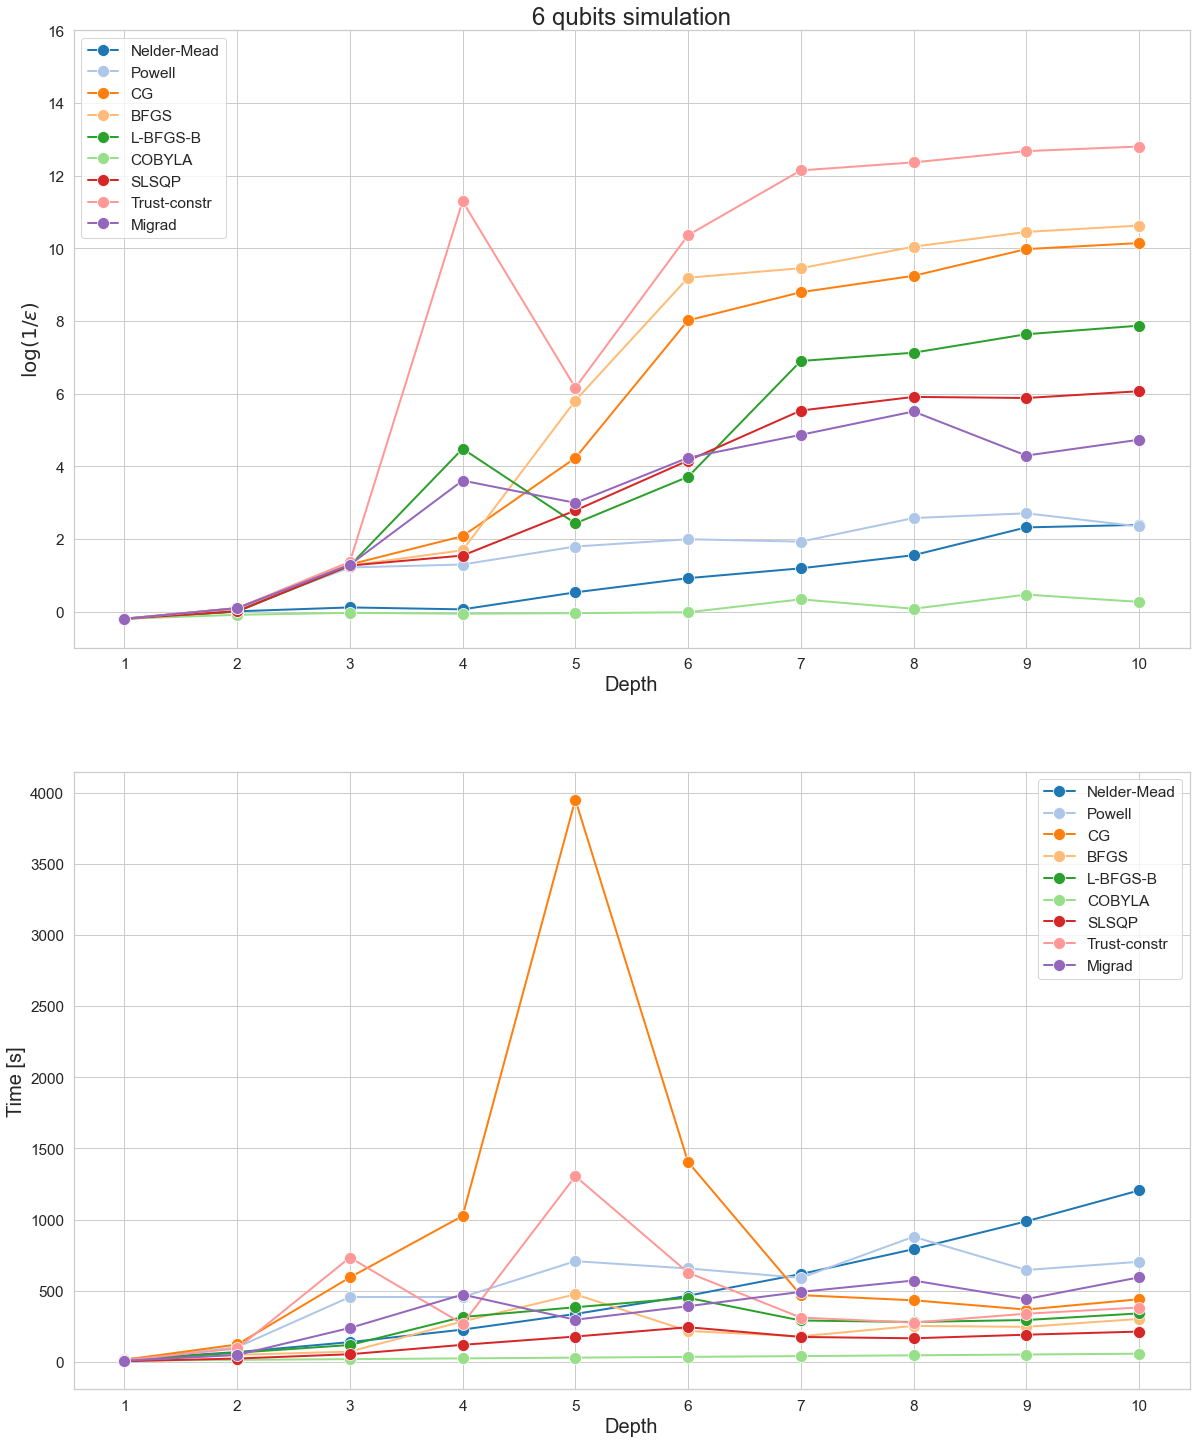 6 qubits simulation
16
14
12
10
8
6
4
2
0
log(1/ε)
Nelder-Mead
Powell
CG
BFGS
L-BFGS-B
COBYLA
SLSQP
Trust-constr
Migrad
1 2 3 4 5 6 7 8 9 10
Depth
4000
3500
3000
2500
2000
1500
1000
500
0
Time [s]
Nelder-Mead
Powell
CG
BFGS
L-BFGS-B
COBYLA
SLSQP
Trust-constr
Migrad
1 2 3 4 5 6 7 8 9 10
Depth